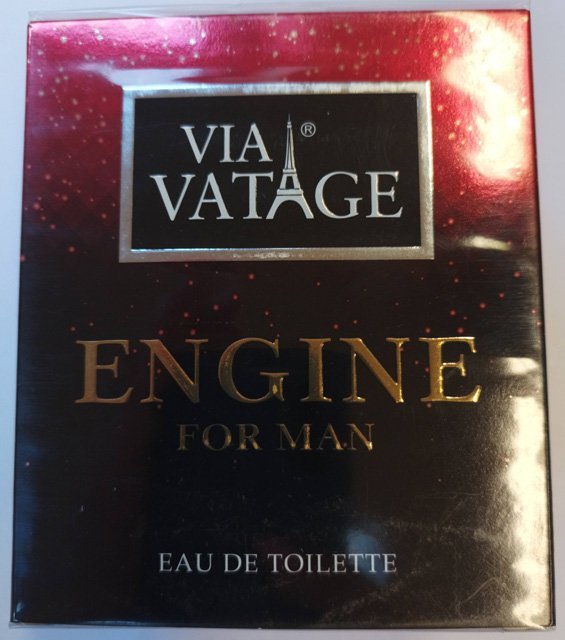 VIA ®
VATAGE
ENGINE
FOR MAN
EAU DE TOILETTE